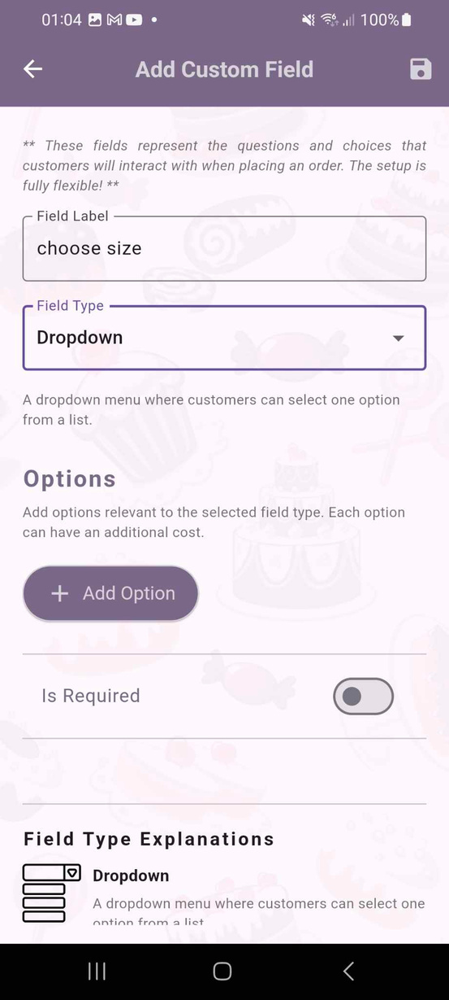 01:04 100%
Add Custom Field
** These fields represent the questions and choices that
customers will interact with when placing an order. The setup is
fully flexible! **
Field Label
choose size
Field Type
Dropdown
A dropdown menu where customers can select one option
from a list.
Options
Add options relevant to the selected field type. Each option
can have an additional cost.
+ Add Option
Is Required
Field Type Explanations
Dropdown
A dropdown menu where customers can select one
option from a list.